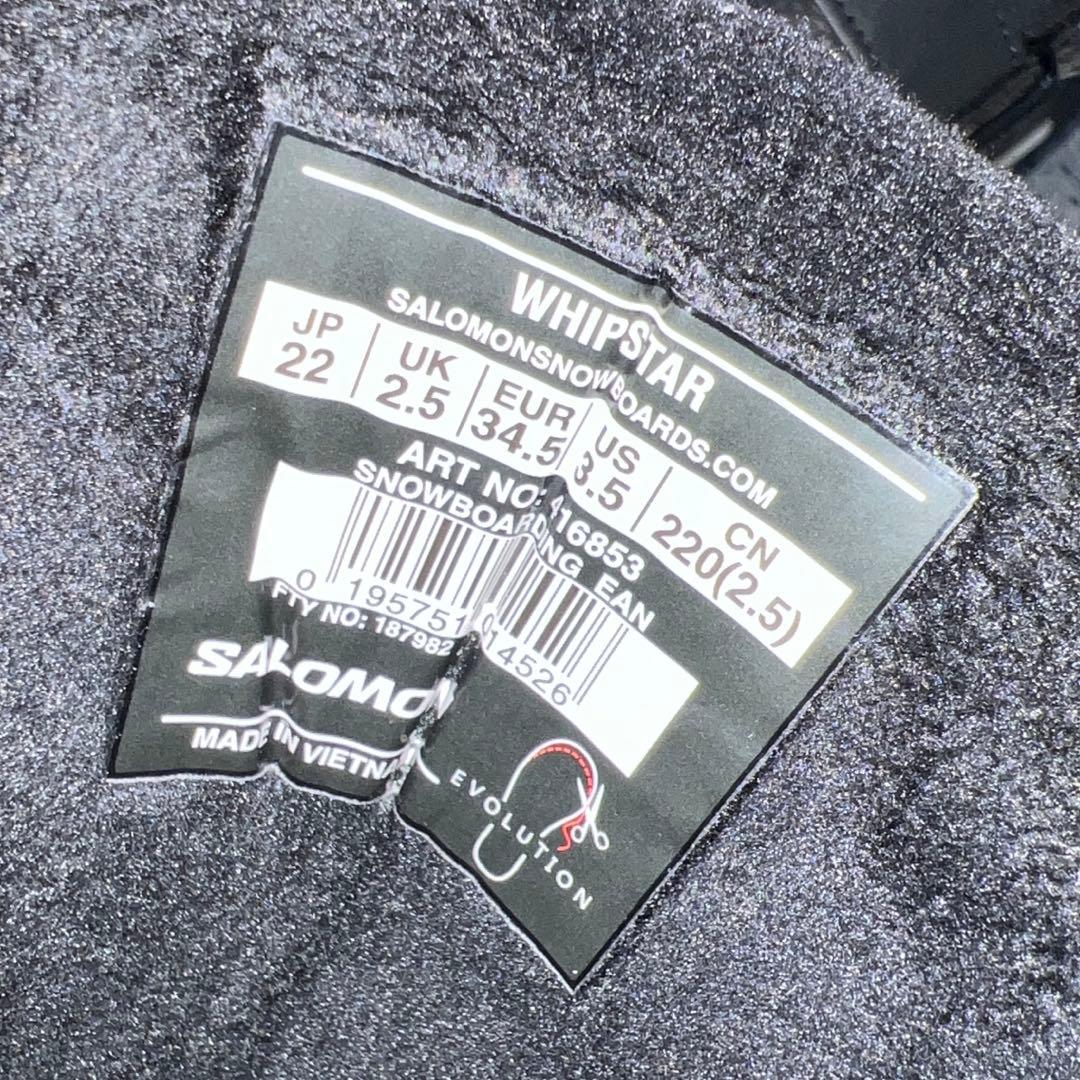 WHIPSTAR
SALOMONSNOWBOARDS.COM
JP UK EUR US CN
22 2.5 34.5 3.5 220(2.5)
ART NO: 416853
SNOWBOARDING EAN
0 195751 014526
FTY NO: 187982
SALOMON
MADE IN VIETNAM
EVOLUTION